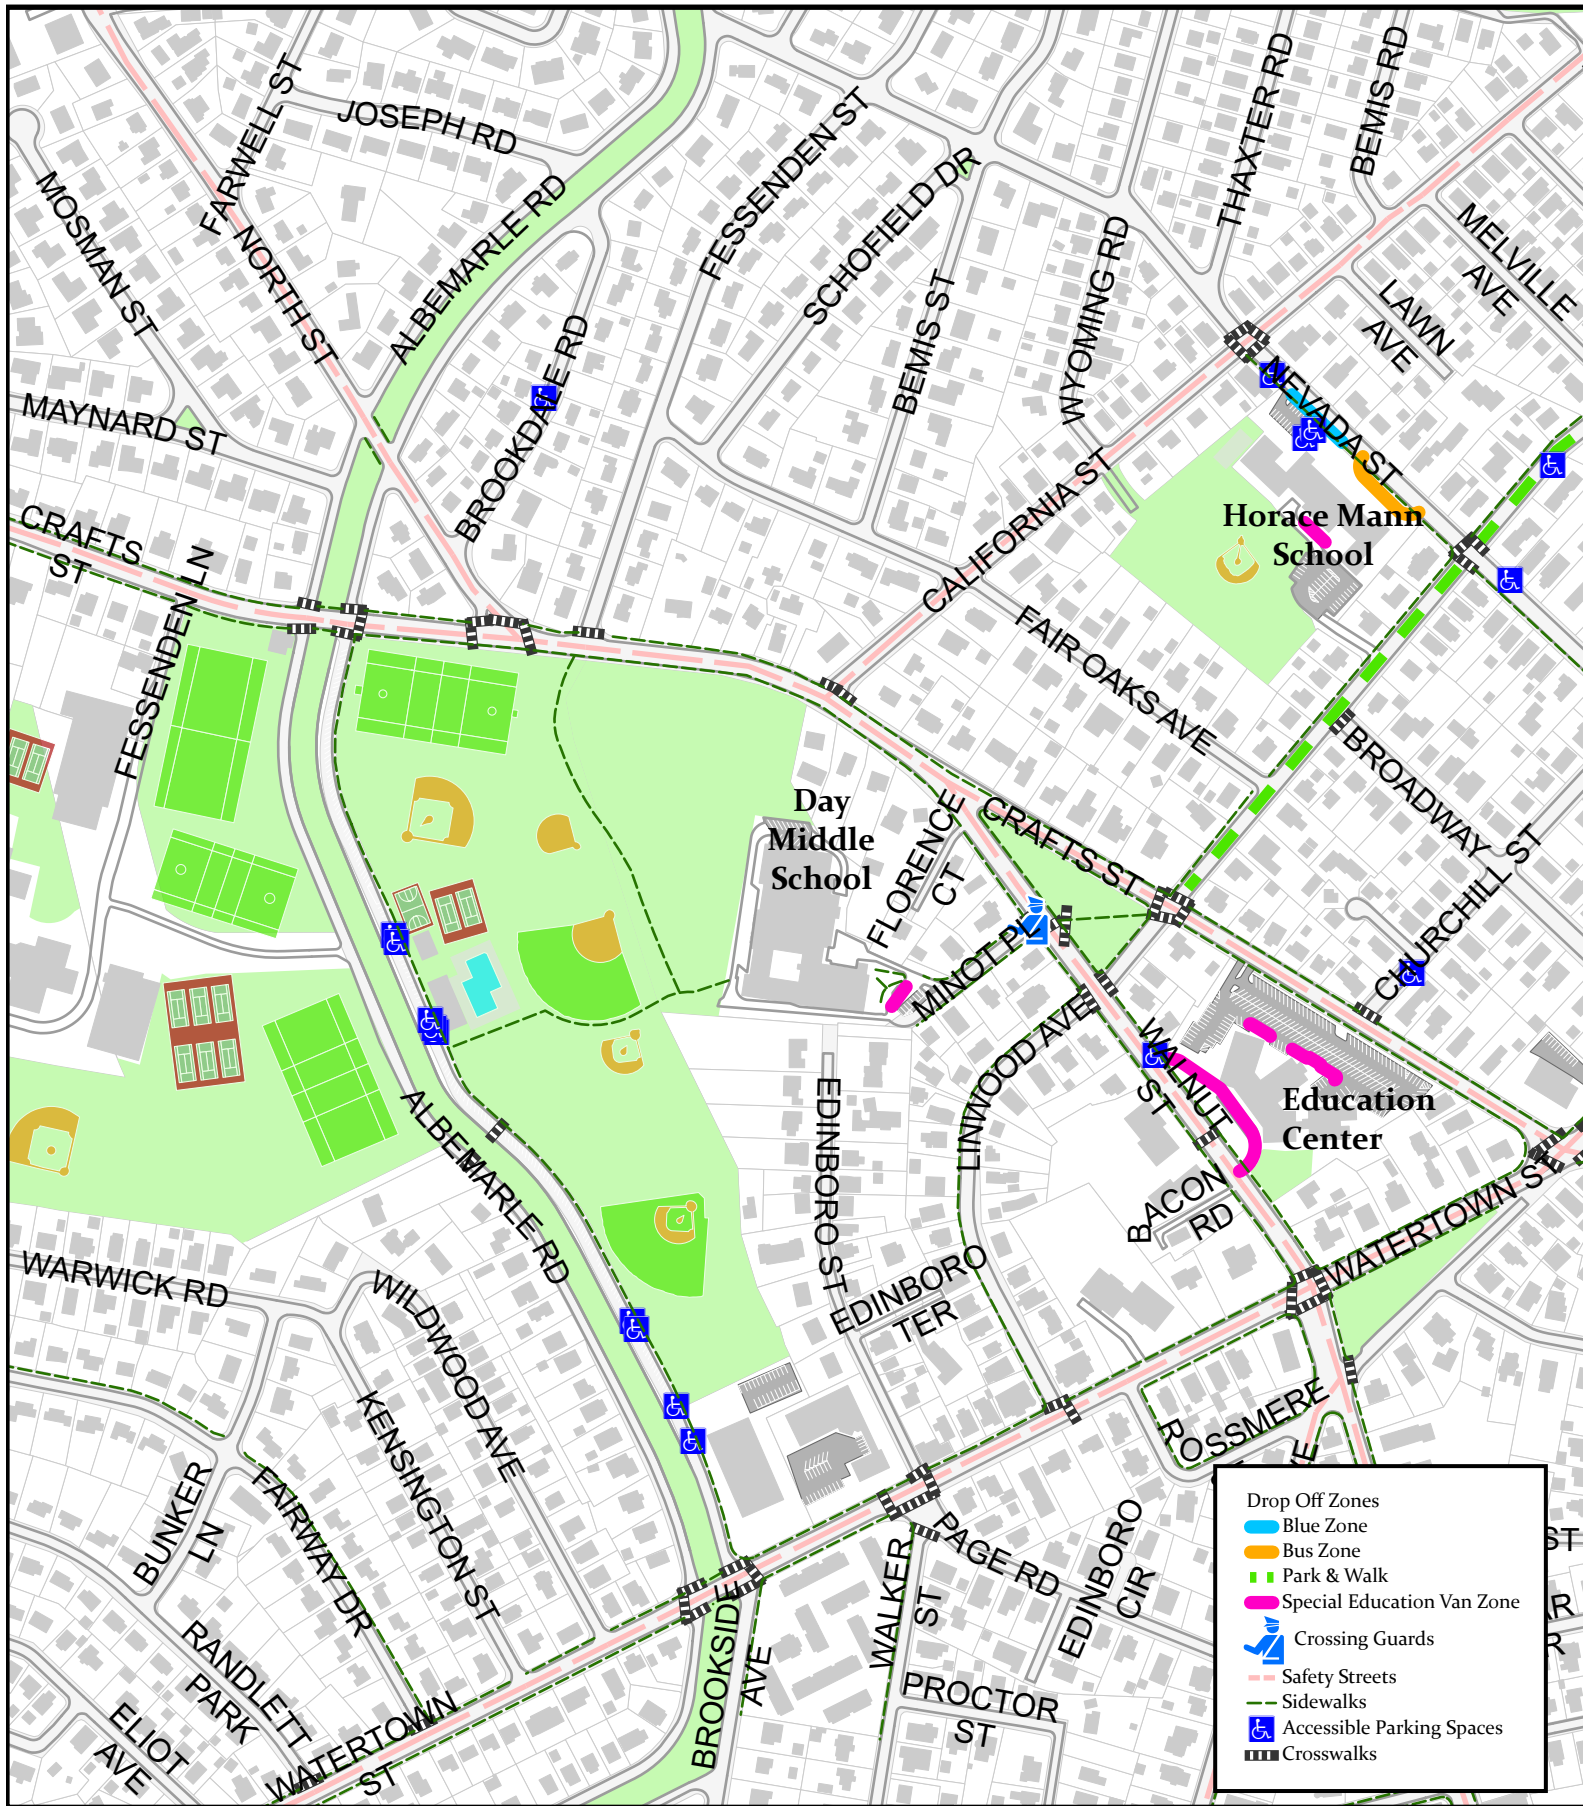 FARWELL ST
JOSEPH RD
MOSMAN ST
NORTH ST
ALBEMARLE RD
FESSENDEN ST
SCHOFIELD DR
BEMIS ST
WYOMING RD
THAXTER RD
BEMIS RD
MELVILLE
AVE
LAWN
AVE
MAYNARD ST
BROOKDALE RD
NEVADA ST
CRAFTS
ST
FESSENDEN LN
CALIFORNIA ST
Horace Mann
School
FAIR OAKS AVE
BROADWAY
Day
Middle
School
FLORENCE
CT
CRAFTS ST
CHURCHILL ST
MINOT PL
LINWOOD AVE
WALNUT
ST
Education
Center
ALBEMARLE RD
EDINBORO ST
BACON
RD
WATERTOWN ST
EDINBORO
TER
WARWICK RD
WILDWOOD AVE
KENSINGTON ST
ROSSMERE
BUNKER
LN
FAIRWAY DR
PAGE RD
EDINBORO
CIR
WALKER
ST
PROCTOR
ST
BROOKSIDE
AVE
RANDLETT
PARK
ELIOT
AVE
WATERTOWN
ST
Drop Off Zones
Blue Zone
Bus Zone
Park & Walk
Special Education Van Zone
Crossing Guards
Safety Streets
Sidewalks
Accessible Parking Spaces
Crosswalks
ST